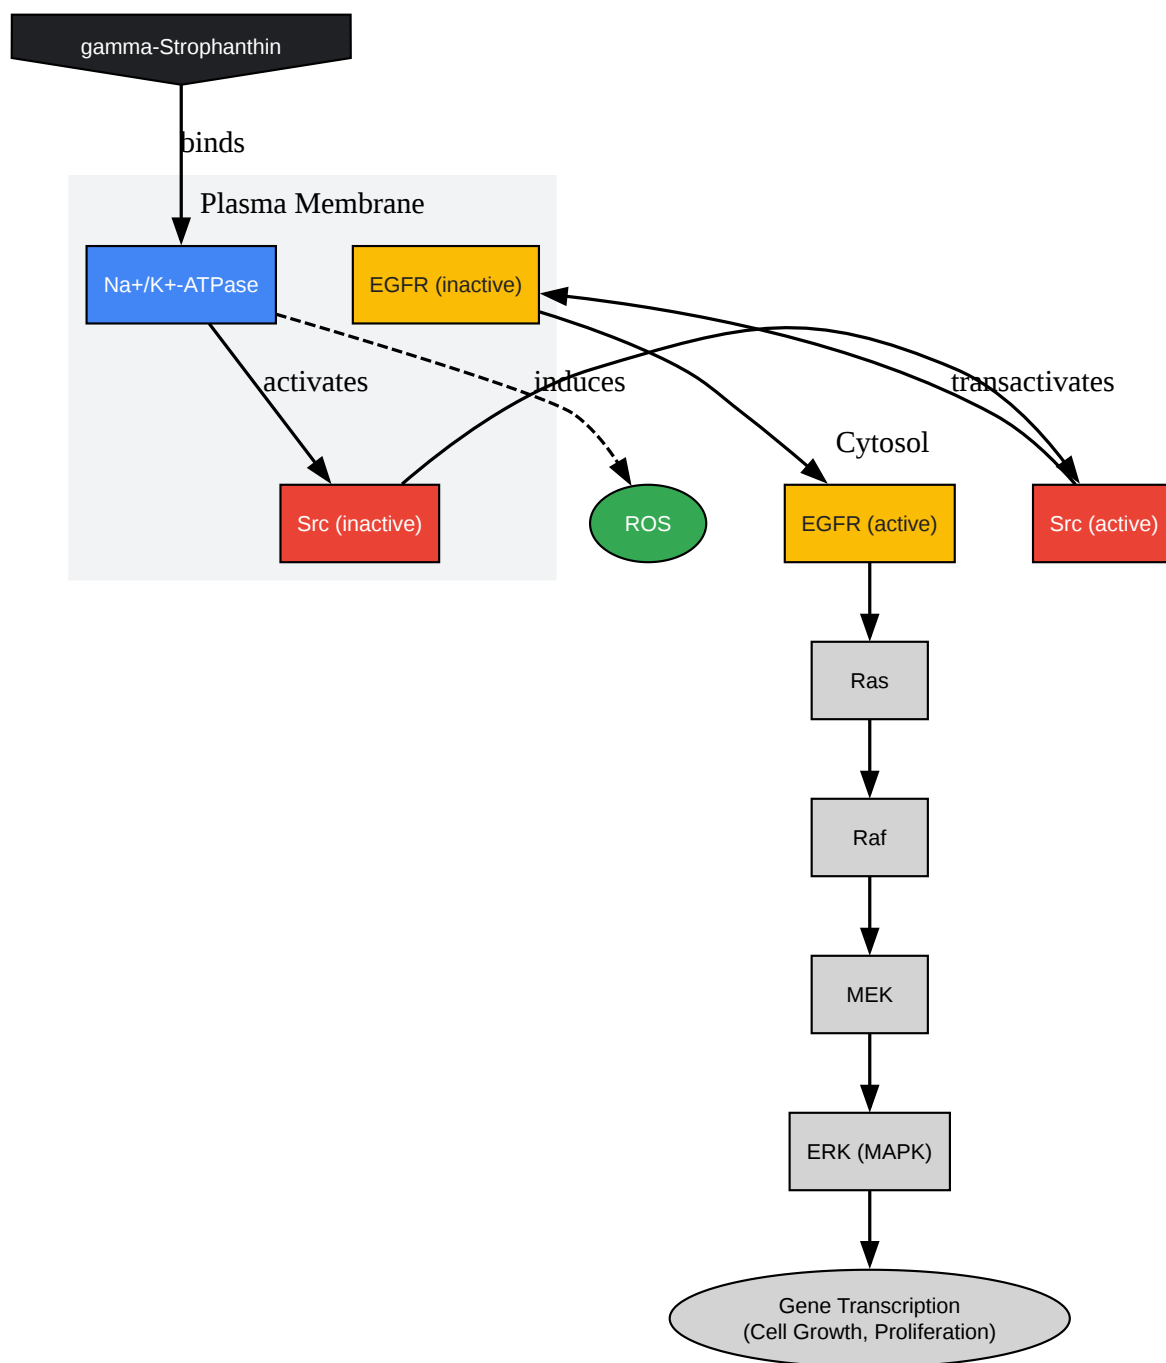 gamma-Strophanthin
binds
Plasma Membrane
Na+/K+-ATPase
EGFR (inactive)
activates
induces
transactivates
Cytosol
Src (inactive)
ROS
EGFR (active)
Src (active)
Ras
Raf
MEK
ERK (MAPK)
Gene Transcription
(Cell Growth, Proliferation)